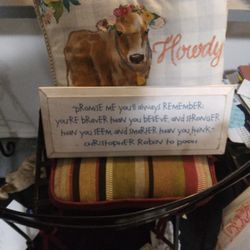 Howdy
"PROMISE ME YOU'LL ALWAYS REMEMBER:
YOU'RE BRAVER THAN YOU BELIEVE, AND STRONGER
THAN YOU SEEM, AND SMARTER THAN YOU THINK"
-CHRISTOPHER ROBIN TO POOH